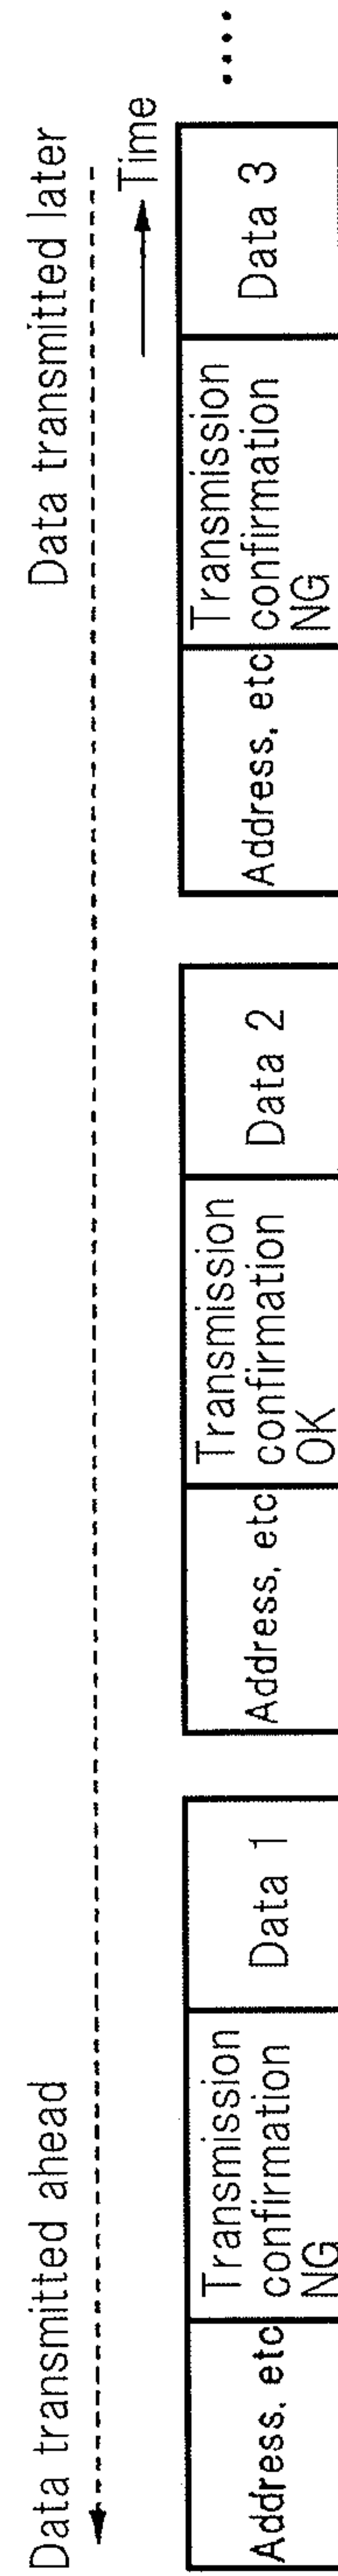 Data transmitted ahead
Data transmitted later
Time
Address, etc
Transmission
confirmation
NG
Data 1
Address, etc
Transmission
confirmation
OK
Data 2
Address, etc
Transmission
confirmation
NG
Data 3
....